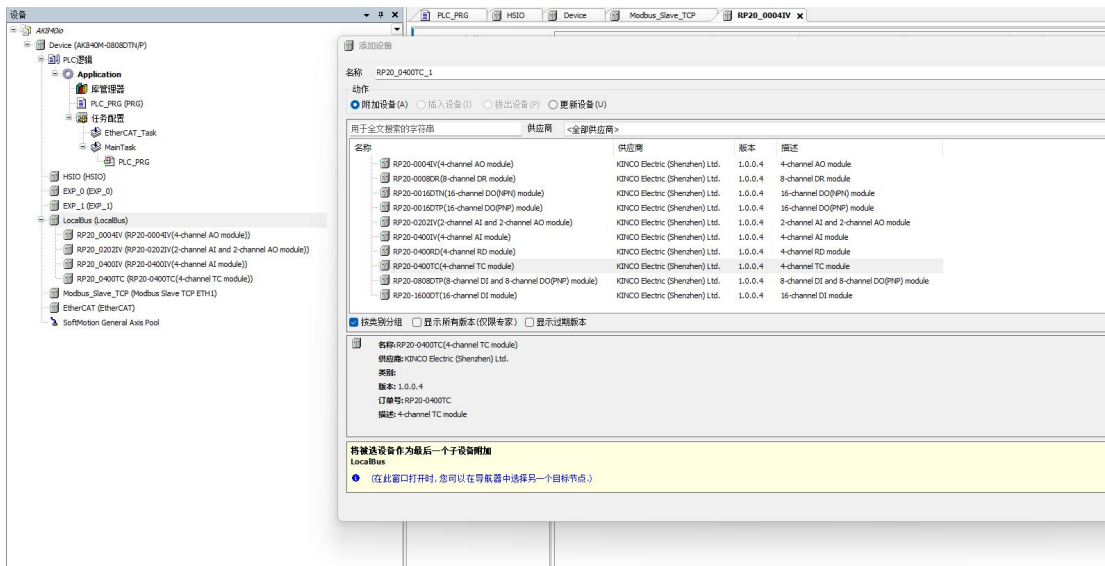 设备
AK840io
Device (AK840M-0808DTN/P)
PLC逻辑
Application
库管理器
PLC_PRG (PRG)
任务配置
EtherCAT_Task
MainTask
PLC_PRG
HSIO (HSIO)
EXP_0 (EXP_0)
EXP_1 (EXP_1)
LocalBus (LocalBus)
RP20_0004IV (RP20-0004IV(4-channel AO module))
RP20_0202IV (RP20-0202IV(2-channel AI and 2-channel AO module))
RP20_0400IV (RP20-0400IV(4-channel AI module))
RP20_0400TC (RP20-0400TC(4-channel TC module))
Modbus_Slave_TCP (Modbus Slave TCP ETH1)
EtherCAT (EtherCAT)
SoftMotion General Axis Pool
PLC_PRG HSIO Device Modbus_Slave_TCP RP20_0004IV
添加设备
名称 RP20_0400TC_1
动作
附加设备(A) 插入设备(I) 拔出设备(P) 更新设备(U)
用于全文搜索的字符串 供应商 <全部供应商>
名称 供应商 版本 描述
RP20-0004IV(4-channel AO module) KINCO Electric (Shenzhen) Ltd. 1.0.0.4 4-channel AO module
RP20-0008DR(8-channel DR module) KINCO Electric (Shenzhen) Ltd. 1.0.0.4 8-channel DR module
RP20-0016DTN(16-channel DO(NPN) module) KINCO Electric (Shenzhen) Ltd. 1.0.0.4 16-channel DO(NPN) module
RP20-0016DTP(16-channel DO(PNP) module) KINCO Electric (Shenzhen) Ltd. 1.0.0.4 16-channel DO(PNP) module
RP20-0202IV(2-channel AI and 2-channel AO module) KINCO Electric (Shenzhen) Ltd. 1.0.0.4 2-channel AI and 2-channel AO module
RP20-0400IV(4-channel AI module) KINCO Electric (Shenzhen) Ltd. 1.0.0.4 4-channel AI module
RP20-0400RD(4-channel RD module) KINCO Electric (Shenzhen) Ltd. 1.0.0.4 4-channel RD module
RP20-0400TC(4-channel TC module) KINCO Electric (Shenzhen) Ltd. 1.0.0.4 4-channel TC module
RP20-0808DTP(8-channel DI and 8-channel DO(PNP) module) KINCO Electric (Shenzhen) Ltd. 1.0.0.4 8-channel DI and 8-channel DO(PNP) module
RP20-1600DT(16-channel DI module) KINCO Electric (Shenzhen) Ltd. 1.0.0.4 16-channel DI module
按类别分组 显示所有版本(仅限专家) 显示过期版本
名称:RP20-0400TC(4-channel TC module)
供应商:KINCO Electric (Shenzhen) Ltd.
类别:
版本: 1.0.0.4
订单号:RP20-0400TC
描述: 4-channel TC module
将被选设备作为最后一个子设备附加
LocalBus
(在此窗口打开时,您可以在导航器中选择另一个目标节点.)